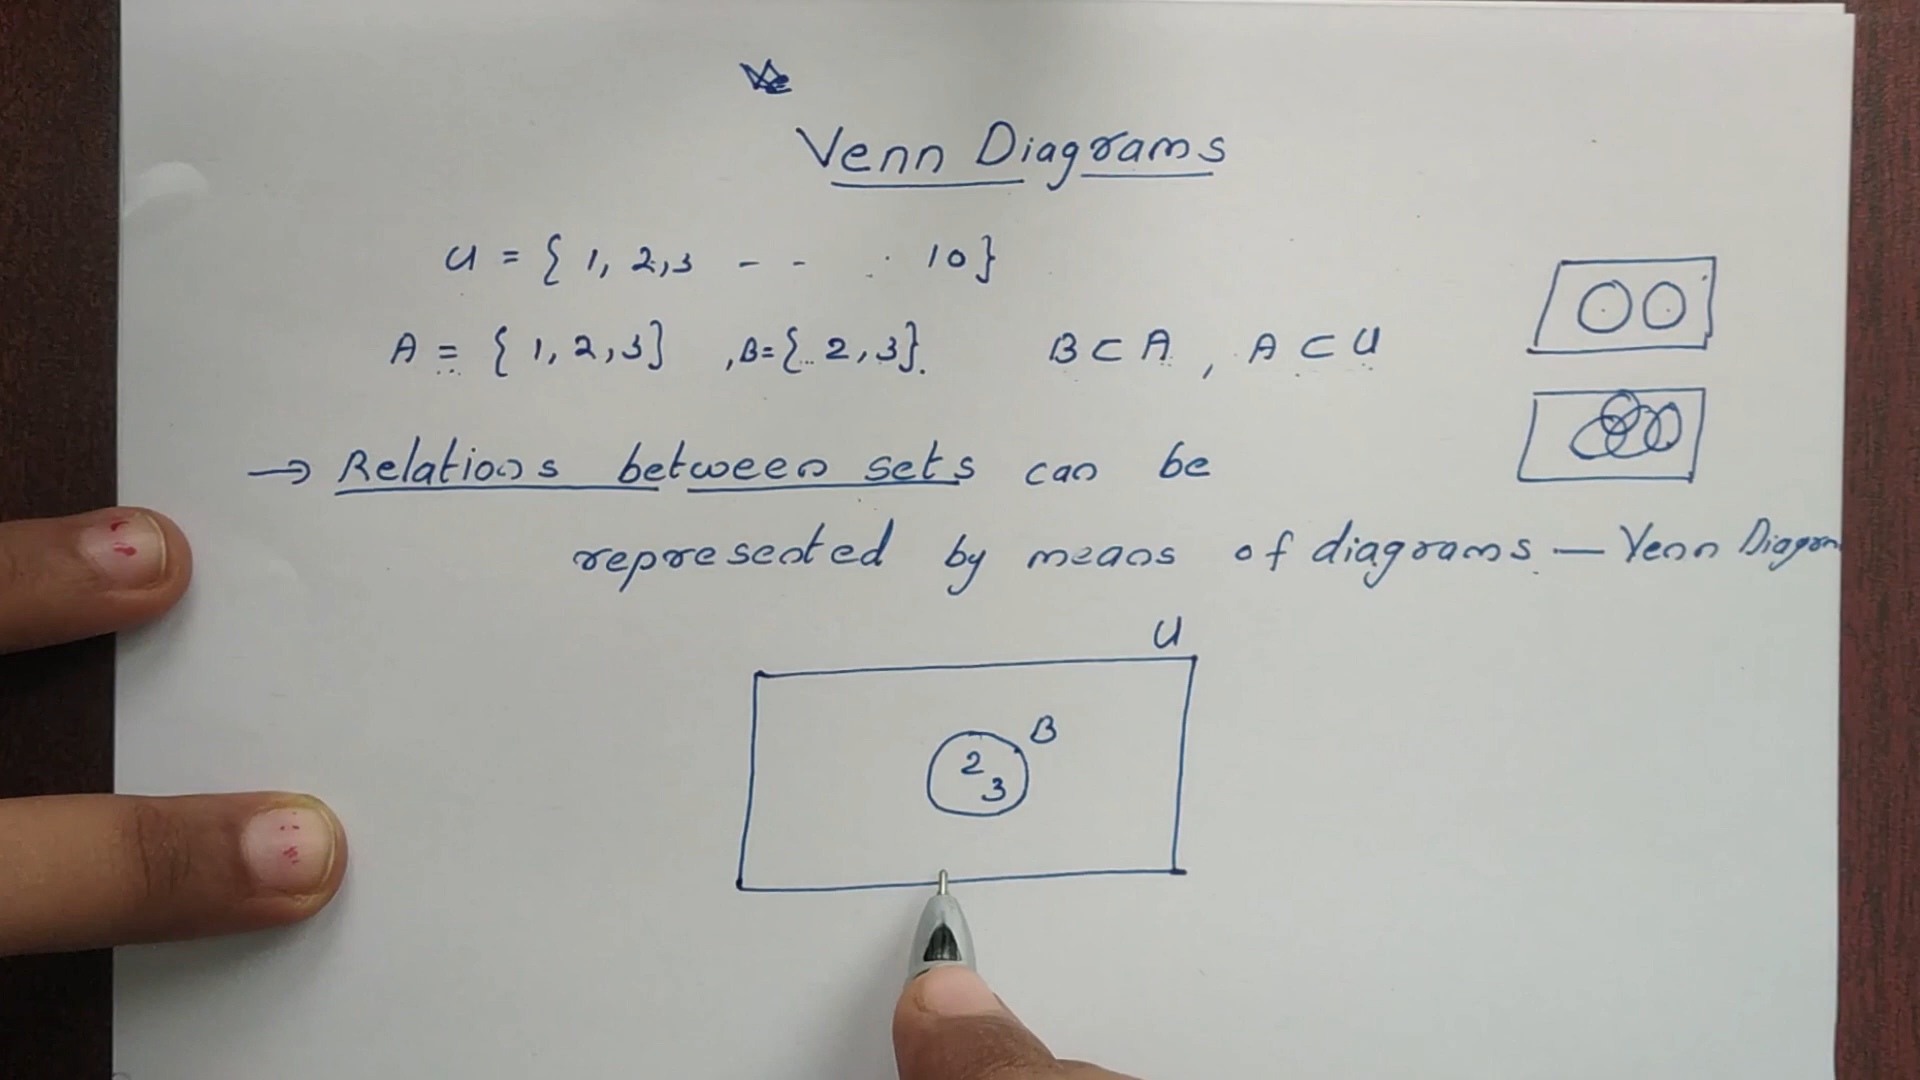 Venn Diagrams
U = { 1, 2, 3 - - . 10}
A = { 1, 2, 3} , B = { 2, 3}. B ⊂ A , A ⊂ U
→ Relations between sets can be
represented by means of diagrams. — Venn Diagram
U
B
2
3